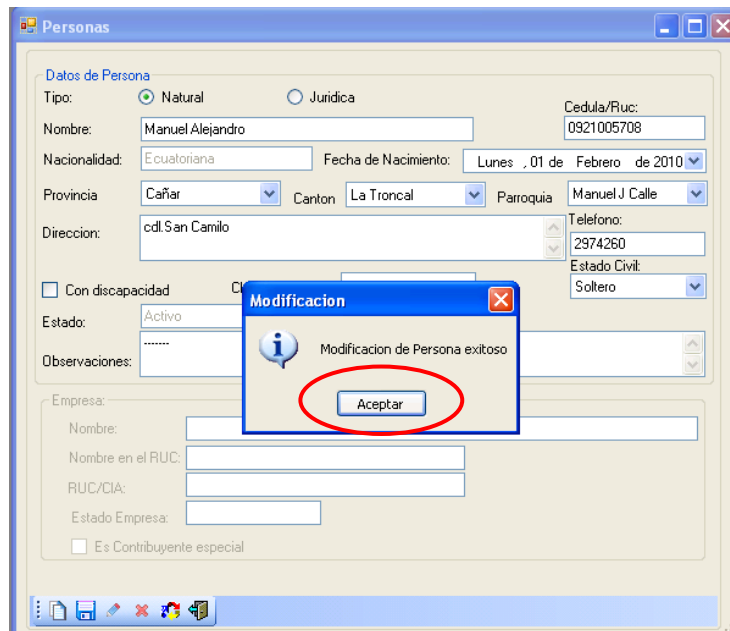 Personas
Datos de Persona
Tipo: Natural Juridica
Cedula/Ruc:
Nombre: Manuel Alejandro 0921005708
Nacionalidad: Ecuatoriana Fecha de Nacimiento: Lunes , 01 de Febrero de 2010
Provincia Cañar Canton La Troncal Parroquia Manuel J Calle
Direccion: cdl.San Camilo Telefono:
2974260
Estado Civil:
Con discapacidad Soltero
Modificacion
Estado: Activo
Modificacion de Persona exitoso
Observaciones: -------
Aceptar
Empresa:
Nombre:
Nombre en el RUC:
RUC/CIA:
Estado Empresa:
Es Contribuyente especial